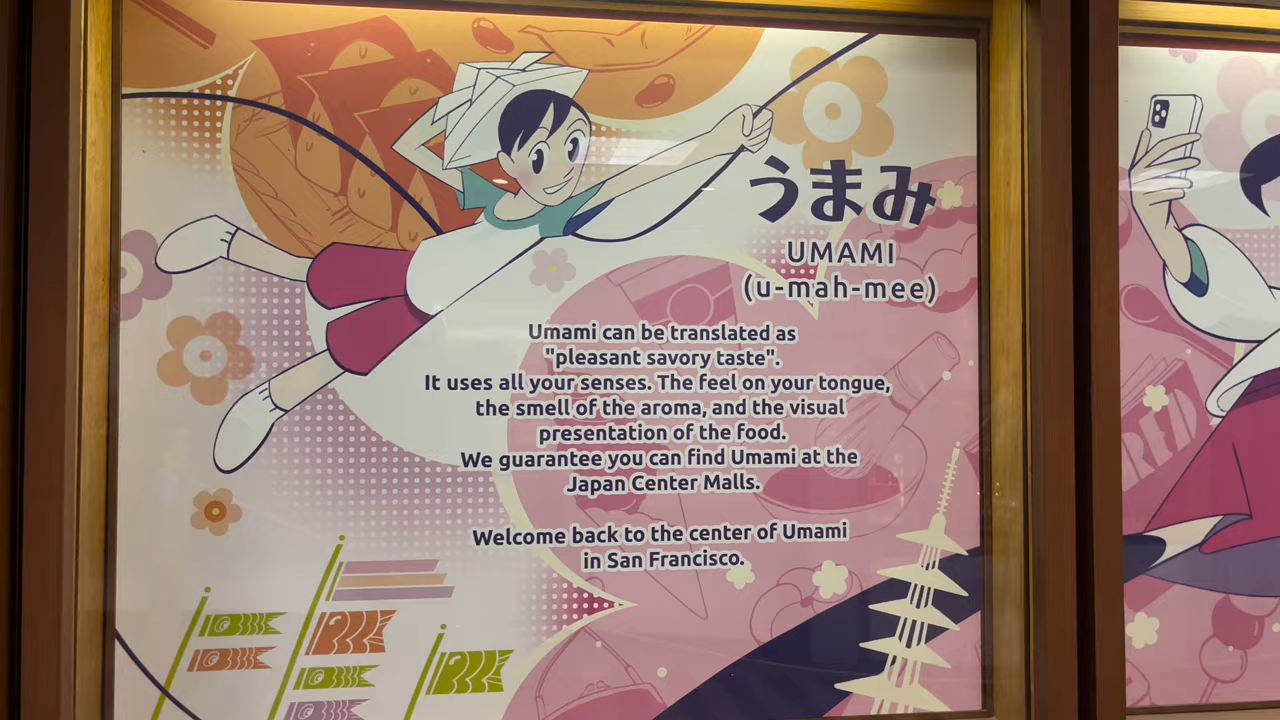 うまみ
UMAMI
(u-mah-mee)
Umami can be translated as
"pleasant savory taste".
It uses all your senses. The feel on your tongue,
the smell of the aroma, and the visual
presentation of the food.
We guarantee you can find Umami at the
Japan Center Malls.
Welcome back to the center of Umami
in San Francisco.